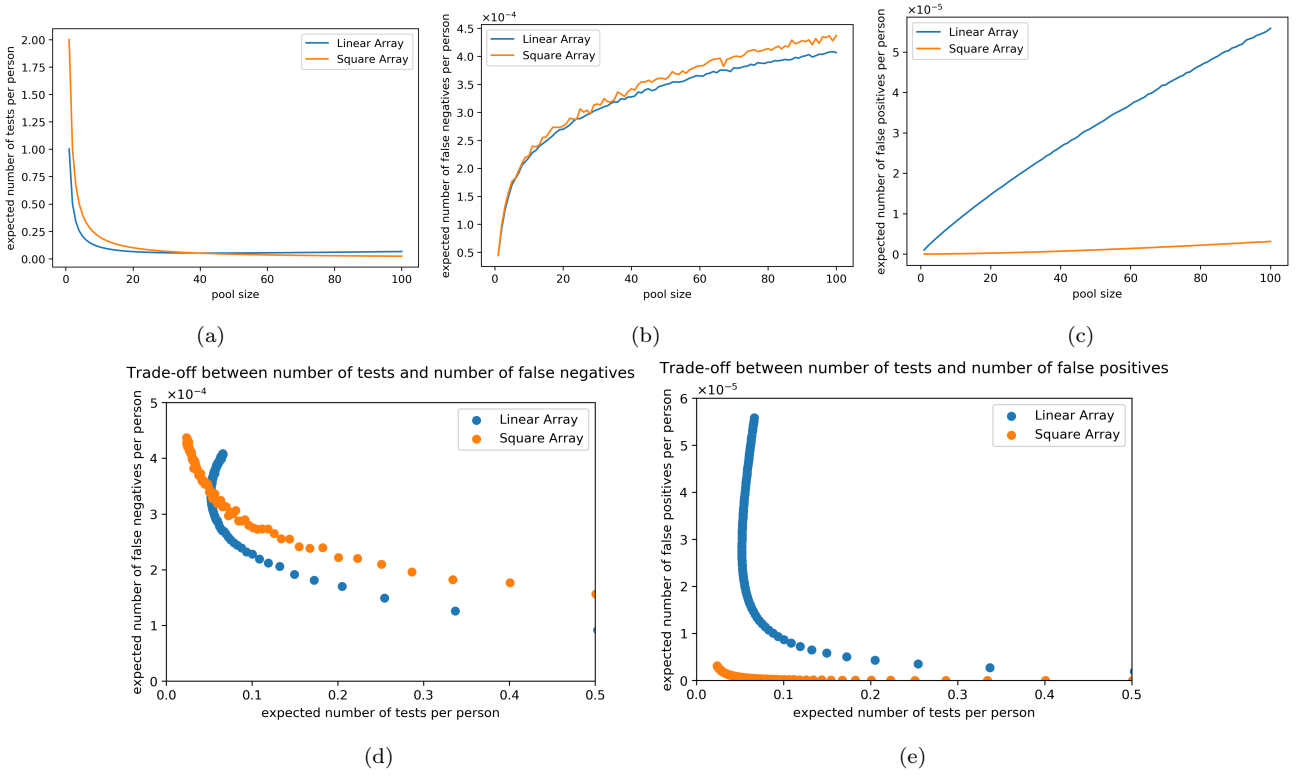 expected number of tests per person
2.00
1.75
1.50
1.25
1.00
0.75
0.50
0.25
0.00
Linear Array
Square Array
0 20 40 60 80 100
pool size
(a)
×10⁻⁴
expected number of false negatives per person
4.5
4.0
3.5
3.0
2.5
2.0
1.5
1.0
0.5
Linear Array
Square Array
0 20 40 60 80 100
pool size
(b)
×10⁻⁵
expected number of false positives per person
5
4
3
2
1
0
Linear Array
Square Array
0 20 40 60 80 100
pool size
(c)
Trade-off between number of tests and number of false negatives
×10⁻⁴
expected number of false negatives per person
5
4
3
2
1
0
Linear Array
Square Array
0.0 0.1 0.2 0.3 0.4 0.5
expected number of tests per person
(d)
Trade-off between number of tests and number of false positives
×10⁻⁵
expected number of false positives per person
6
5
4
3
2
1
0
Linear Array
Square Array
0.0 0.1 0.2 0.3 0.4 0.5
expected number of tests per person
(e)